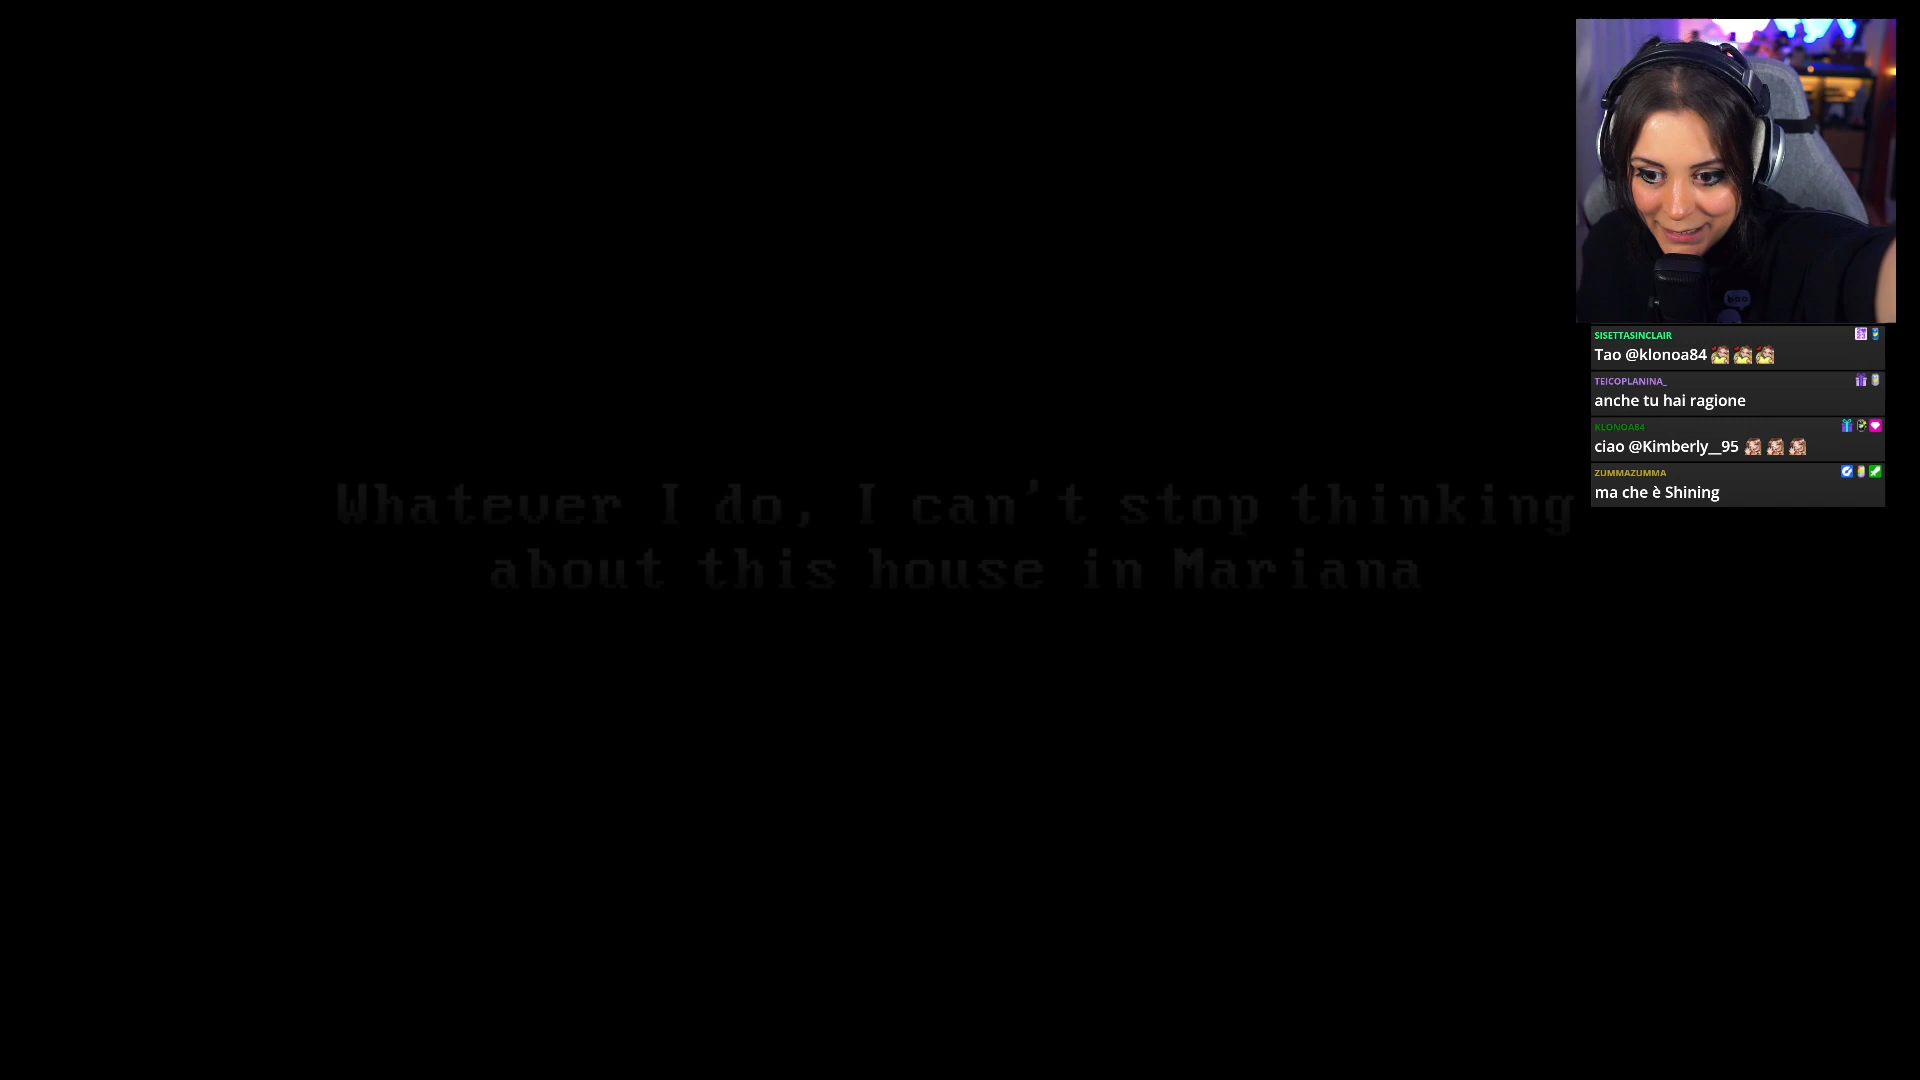 SISETTASINCLAIR
Tao @klonoa84
TEICOPLANINA_
anche tu hai ragione
KLONOA84
ciao @Kimberly__95
ZUMMAZUMMA
ma che è Shining
Whatever I do, I can't stop thinking
about this house in Mariana
boo